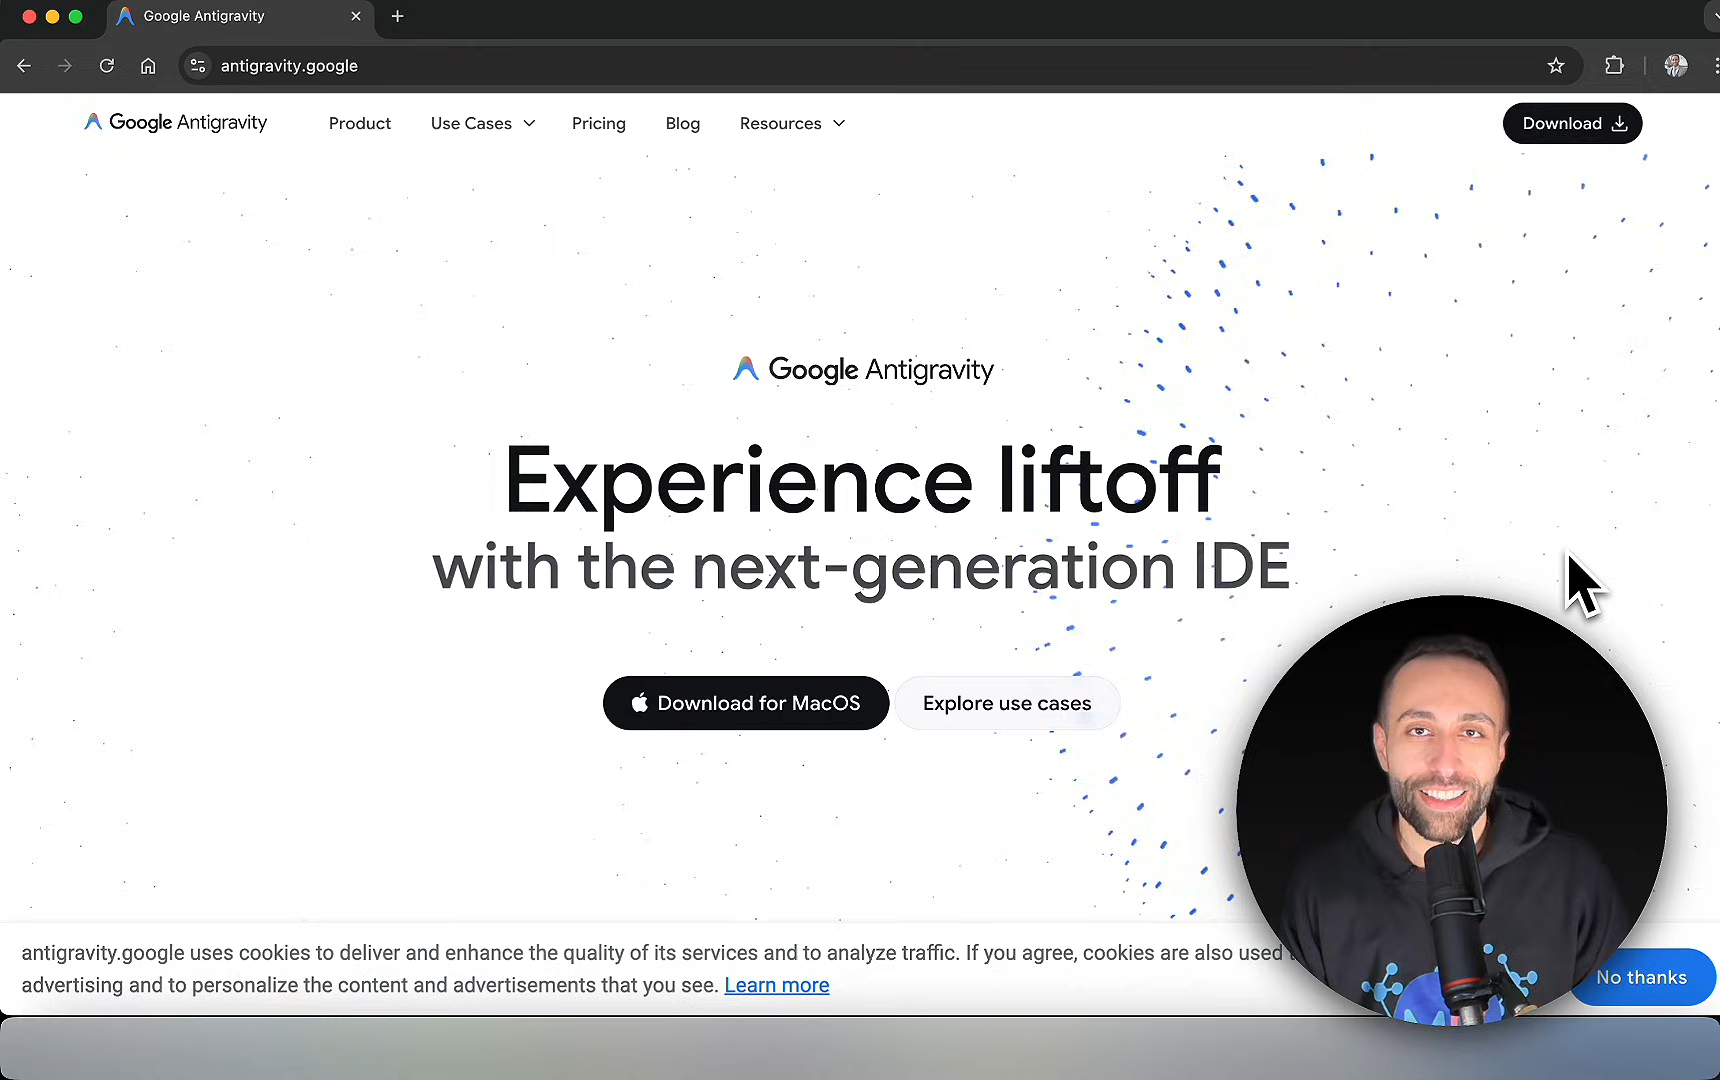 Google Antigravity
antigravity.google
Google Antigravity
Product
Use Cases
Pricing
Blog
Resources
Download
Google Antigravity
Experience liftoff
with the next-generation IDE
Download for MacOS
Explore use cases
antigravity.google uses cookies to deliver and enhance the quality of its services and to analyze traffic. If you agree, cookies are also used
advertising and to personalize the content and advertisements that you see. Learn more
No thanks